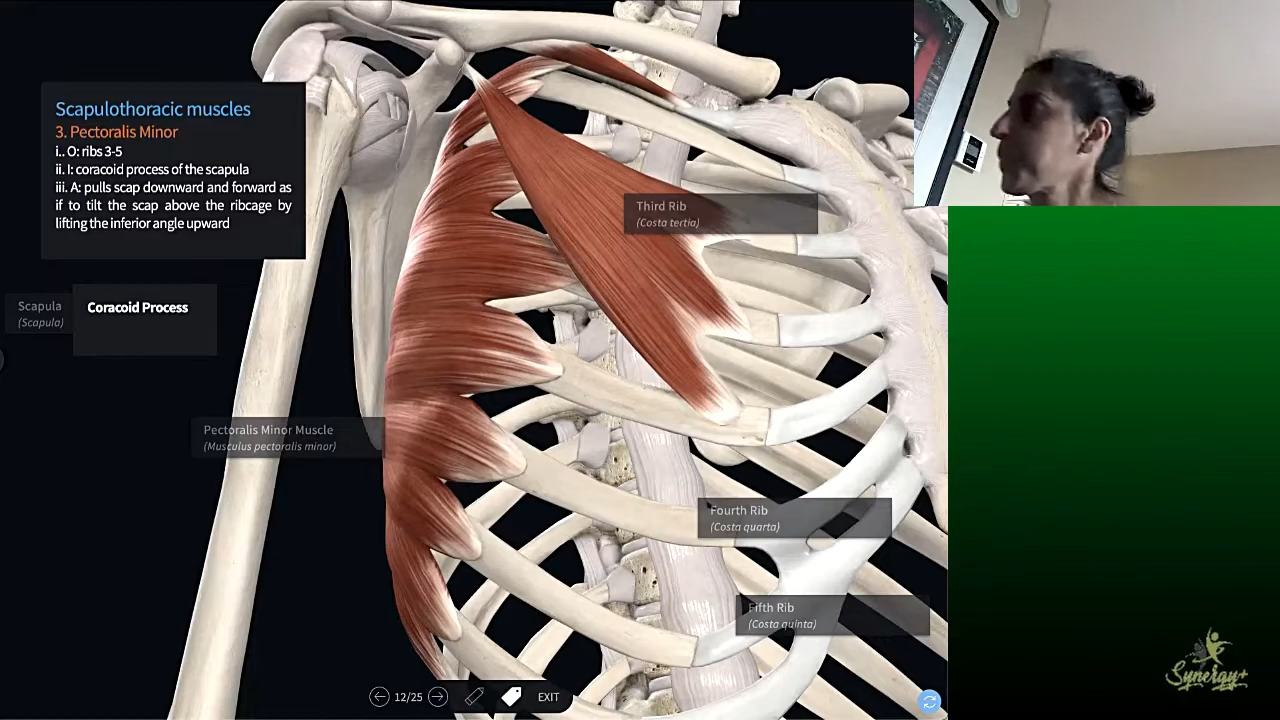 Scapulothoracic muscles
3. Pectoralis Minor
i.. O: ribs 3-5
ii. I: coracoid process of the scapula
iii. A: pulls scap downward and forward as
if to tilt the scap above the ribcage by
lifting the inferior angle upward
Third Rib
(Costa tertia)
Scapula
(Scapula)
Coracoid Process
Pectoralis Minor Muscle
(Musculus pectoralis minor)
Fourth Rib
(Costa quarta)
Fifth Rib
(Costa quinta)
12/25
EXIT
Synergy+